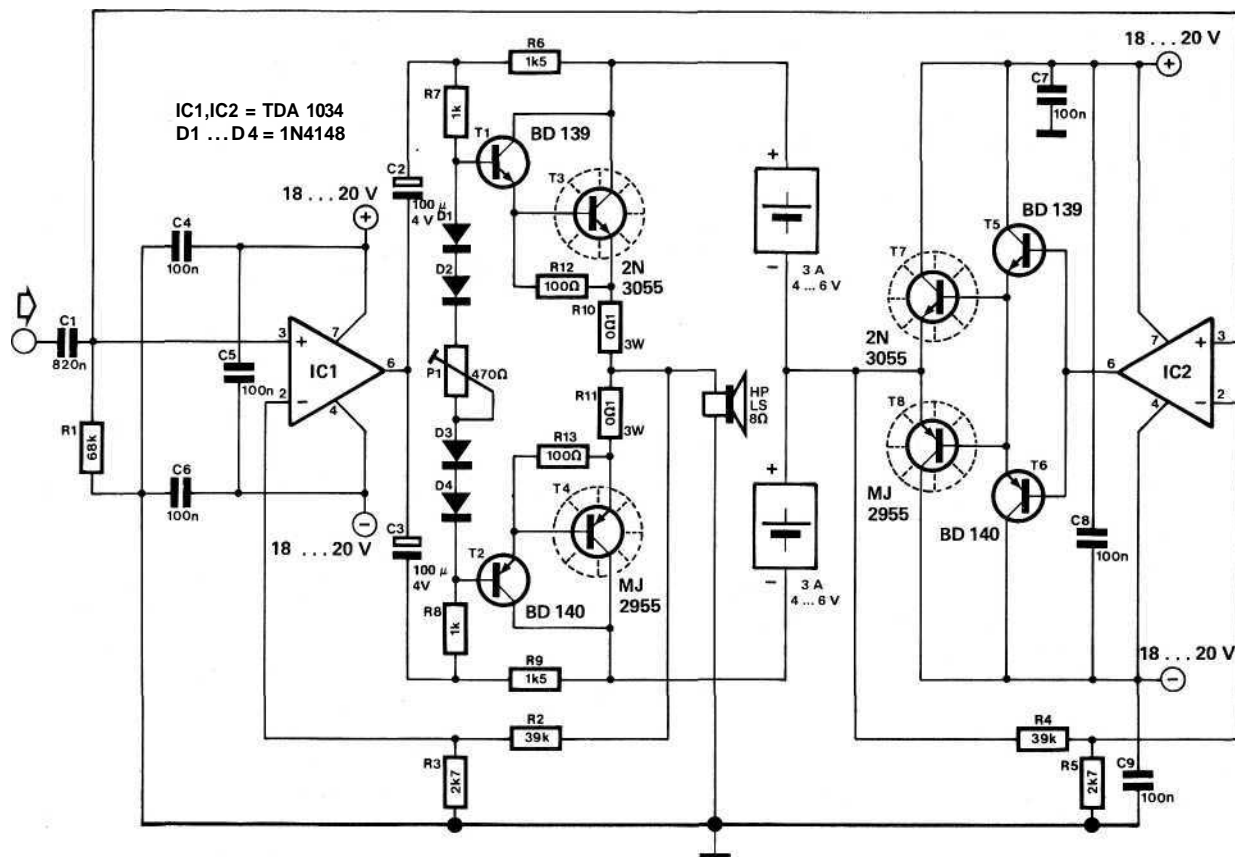 IC1,IC2 = TDA 1034
D1 ... D4 = 1N4148
C1
820n
R1
68k
C4
100n
C5
100n
C6
100n
18 ... 20 V
+
−
18 ... 20 V
3
+
2
−
IC1
7
4
6
C2
100 µ
4 V
C3
100 µ
4V
R6
1k5
R7
1k
D1
D2
P1
470Ω
D3
D4
R8
1k
R9
1k5
T1
BD 139
T3
2N
3055
R12
100Ω
R10
0Ω1
3W
R11
0Ω1
3W
R13
100Ω
T4
MJ
2955
T2
BD 140
R2
39k
R3
2k7
HP
LS
8Ω
+
−
3 A
4 ... 6 V
+
−
3 A
4 ... 6 V
18 ... 20 V
+
C7
100n
T5
BD 139
T7
2N
3055
T8
MJ
2955
T6
BD 140
C8
100n
6
7
4
IC2
+
3
−
2
18 ... 20 V
−
R4
39k
R5
2k7
C9
100n